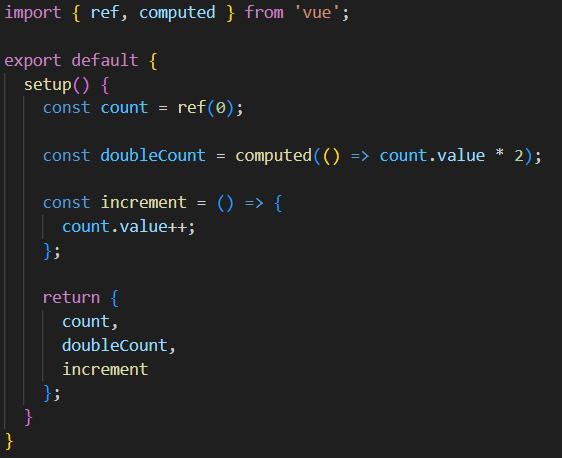 import { ref, computed } from 'vue';
export default {
setup() {
const count = ref(0);
const doubleCount = computed(() => count.value * 2);
const increment = () => {
count.value++;
};
return {
count,
doubleCount,
increment
};
}
}